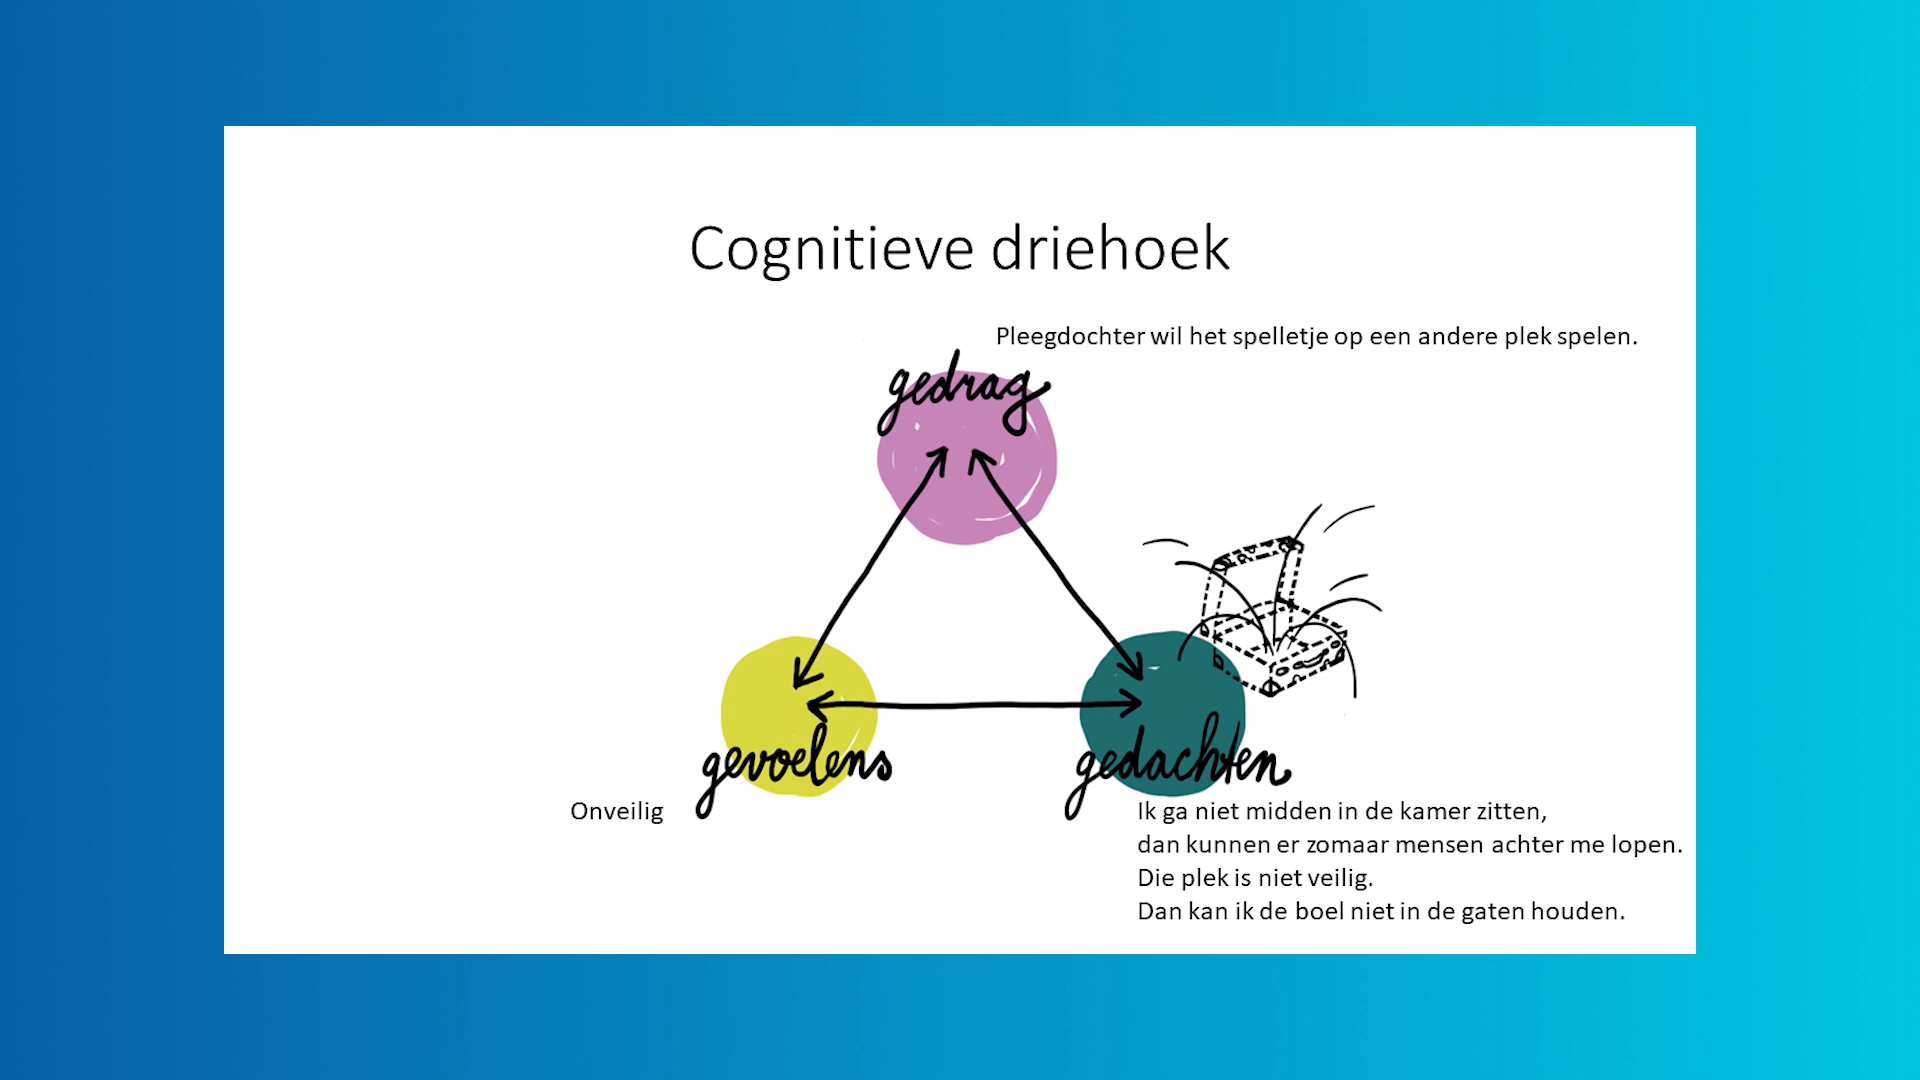 Cognitieve driehoek
Pleegdochter wil het spelletje op een andere plek spelen.
gedrag
gevoelens
gedachten
Onveilig
Ik ga niet midden in de kamer zitten,
dan kunnen er zomaar mensen achter me lopen.
Die plek is niet veilig.
Dan kan ik de boel niet in de gaten houden.